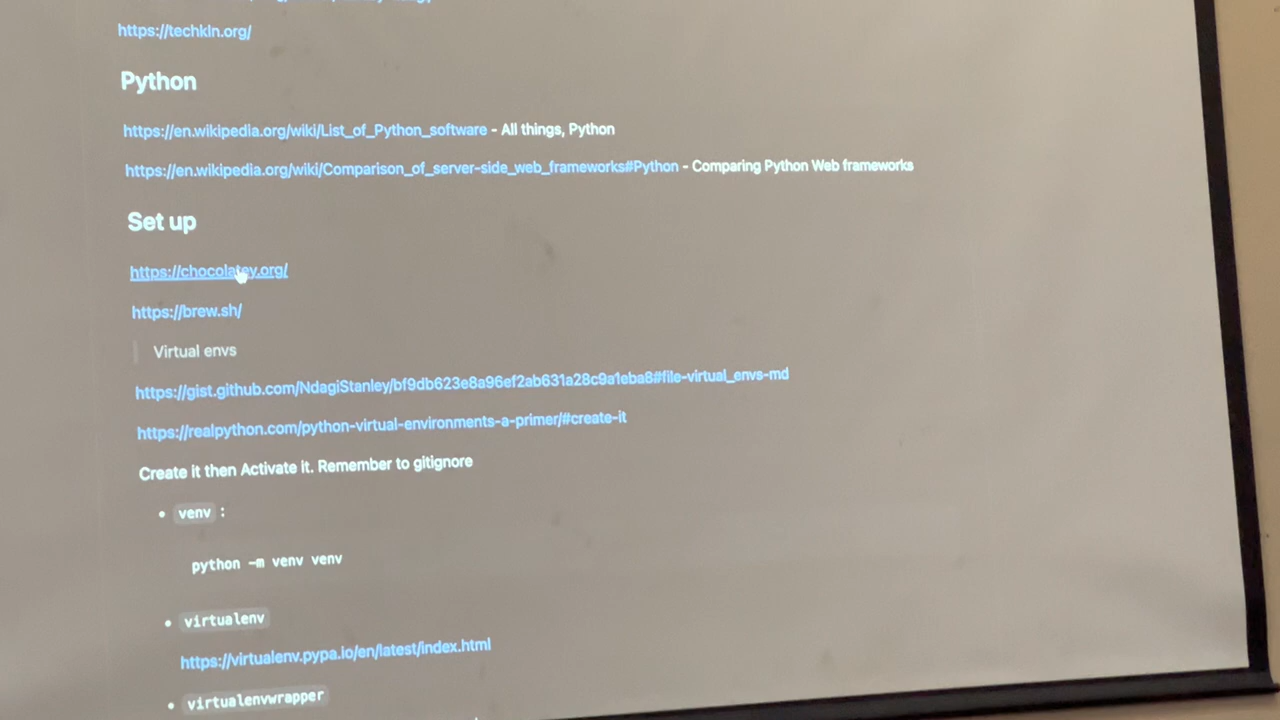 https://techkln.org/
Python
https://en.wikipedia.org/wiki/List_of_Python_software - All things, Python
https://en.wikipedia.org/wiki/Comparison_of_server-side_web_frameworks#Python - Comparing Python Web frameworks
Set up
https://chocolatey.org/
https://brew.sh/
Virtual envs
https://gist.github.com/NdagiStanley/bf9db623e8a96ef2ab631a28c9a1eba8#file-virtual_envs-md
https://realpython.com/python-virtual-environments-a-primer/#create-it
Create it then Activate it. Remember to gitignore
• venv :
python -m venv venv
• virtualenv
https://virtualenv.pypa.io/en/latest/index.html
• virtualenvwrapper